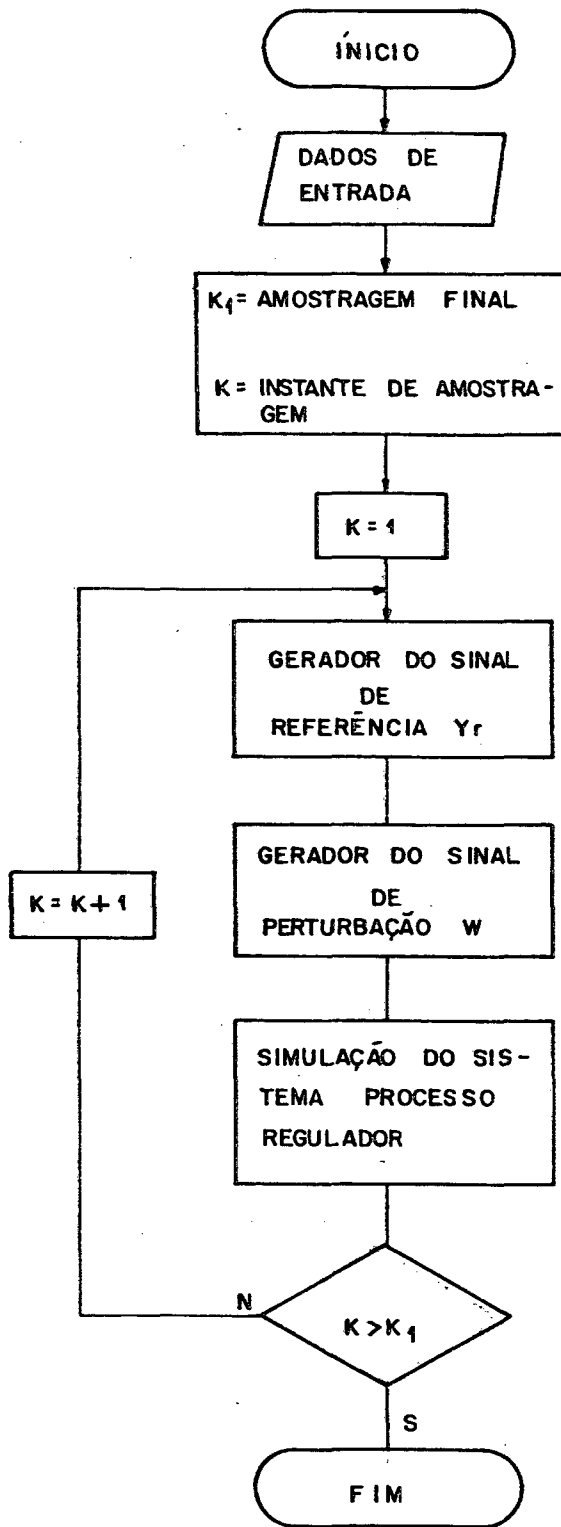 ÍNICIO
DADOS DE
ENTRADA
K1= AMOSTRAGEM FINAL
K= INSTANTE DE AMOSTRA-
GEM
K=1
GERADOR DO SINAL
DE
REFERÊNCIA Yr
GERADOR DO SINAL
DE
PERTURBAÇÃO W
K=K+1
SIMULAÇÃO DO SIS-
TEMA PROCESSO
REGULADOR
N
K>K1
S
FIM